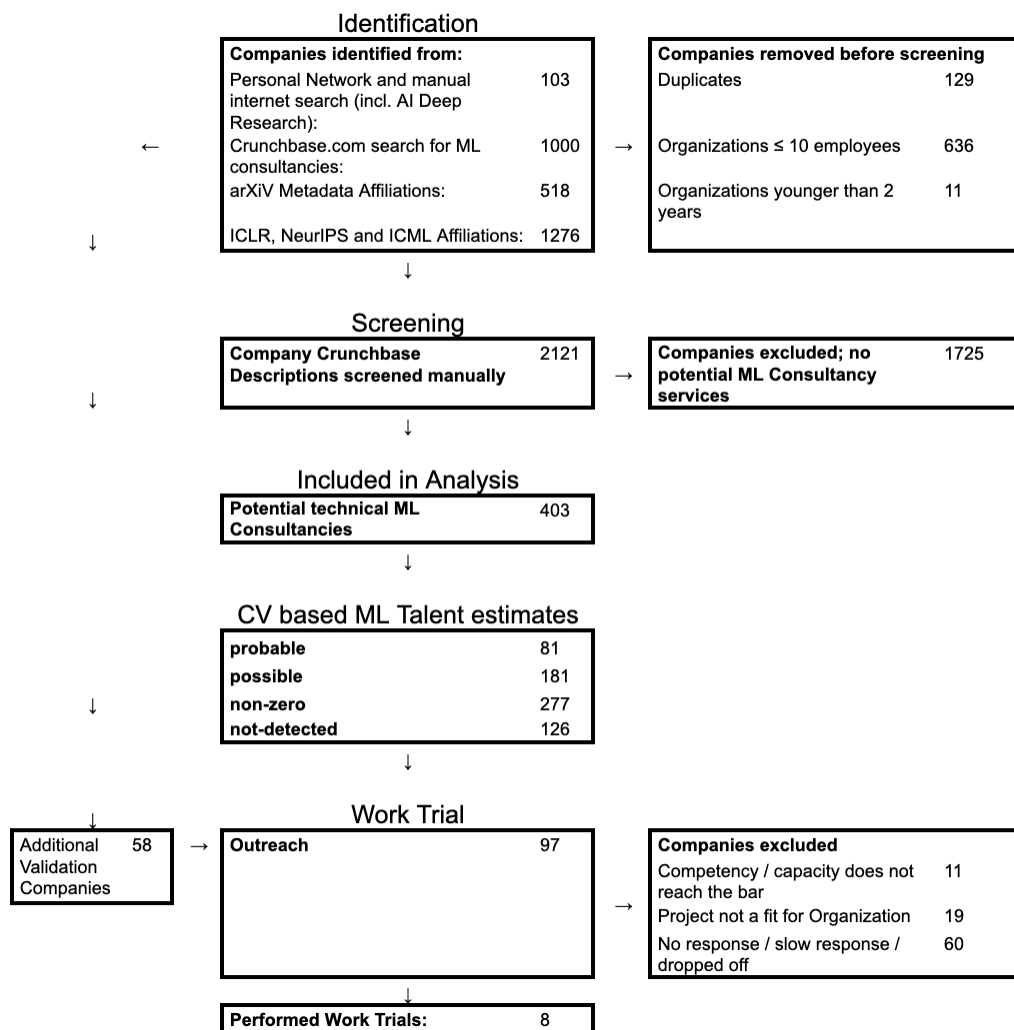 Identification
Companies identified from:
Personal Network and manual 103
internet search (incl. AI Deep
Research):
Crunchbase.com search for ML 1000
consultancies:
arXiV Metadata Affiliations: 518
ICLR, NeurIPS and ICML Affiliations: 1276
Companies removed before screening
Duplicates 129
Organizations ≤ 10 employees 636
Organizations younger than 2 11
years
← →
↓
↓
Screening
Company Crunchbase 2121
Descriptions screened manually
→
Companies excluded; no 1725
potential ML Consultancy
services
↓
↓
Included in Analysis
Potential technical ML 403
Consultancies
↓
CV based ML Talent estimates
probable 81
possible 181
non-zero 277
not-detected 126
↓
↓
↓
Work Trial
Additional 58
Validation
Companies
→
Outreach 97
→
Companies excluded
Competency / capacity does not 11
reach the bar
Project not a fit for Organization 19
No response / slow response / 60
dropped off
↓
Performed Work Trials: 8